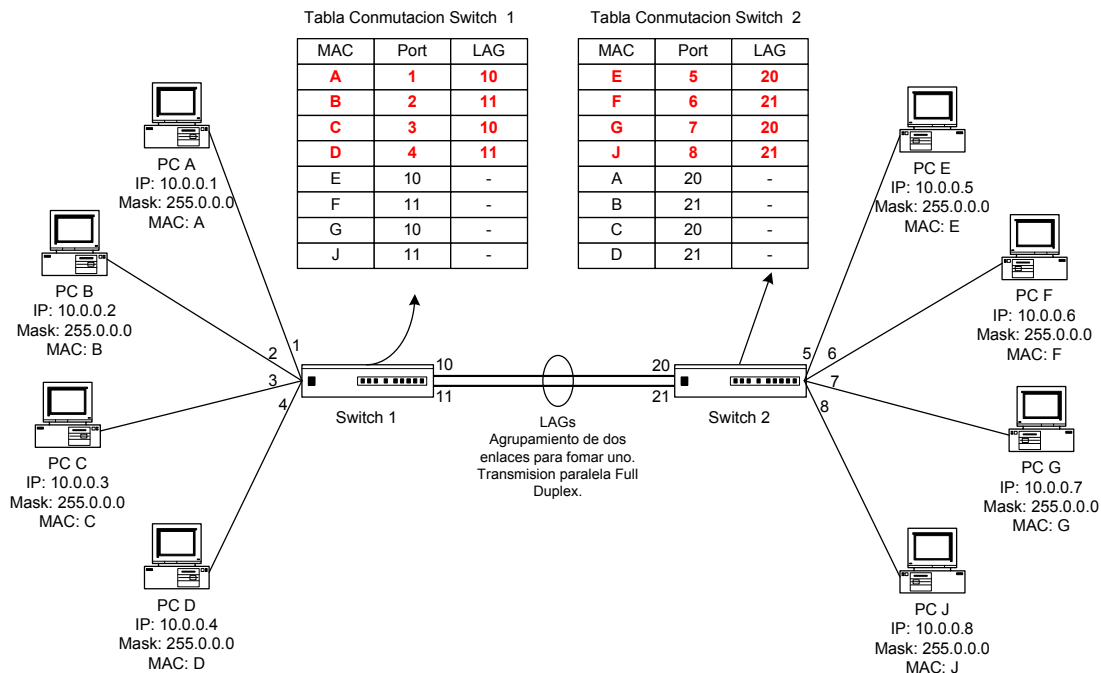 Tabla Conmutacion Switch 1
MAC Port LAG
A 1 10
B 2 11
C 3 10
D 4 11
E 10 -
F 11 -
G 10 -
J 11 -
Tabla Conmutacion Switch 2
MAC Port LAG
E 5 20
F 6 21
G 7 20
J 8 21
A 20 -
B 21 -
C 20 -
D 21 -
PC A
IP: 10.0.0.1
Mask: 255.0.0.0
MAC: A
PC B
IP: 10.0.0.2
Mask: 255.0.0.0
MAC: B
PC C
IP: 10.0.0.3
Mask: 255.0.0.0
MAC: C
PC D
IP: 10.0.0.4
Mask: 255.0.0.0
MAC: D
1
2
3
4
Switch 1
10
11
LAGs
Agrupamiento de dos
enlaces para fomar uno.
Transmision paralela Full
Duplex.
20
21
Switch 2
5
6
7
8
PC E
IP: 10.0.0.5
Mask: 255.0.0.0
MAC: E
PC F
IP: 10.0.0.6
Mask: 255.0.0.0
MAC: F
PC G
IP: 10.0.0.7
Mask: 255.0.0.0
MAC: G
PC J
IP: 10.0.0.8
Mask: 255.0.0.0
MAC: J